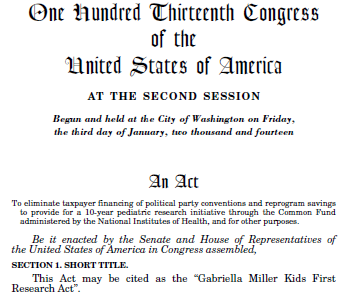 One Hundred Thirteenth Congress
of the
United States of America
AT THE SECOND SESSION
Begun and held at the City of Washington on Friday,
the third day of January, two thousand and fourteen
An Act
To eliminate taxpayer financing of political party conventions and reprogram savings
to provide for a 10-year pediatric research initiative through the Common Fund
administered by the National Institutes of Health, and for other purposes.
Be it enacted by the Senate and House of Representatives of
the United States of America in Congress assembled,
SECTION 1. SHORT TITLE.
This Act may be cited as the “Gabriella Miller Kids First
Research Act”.